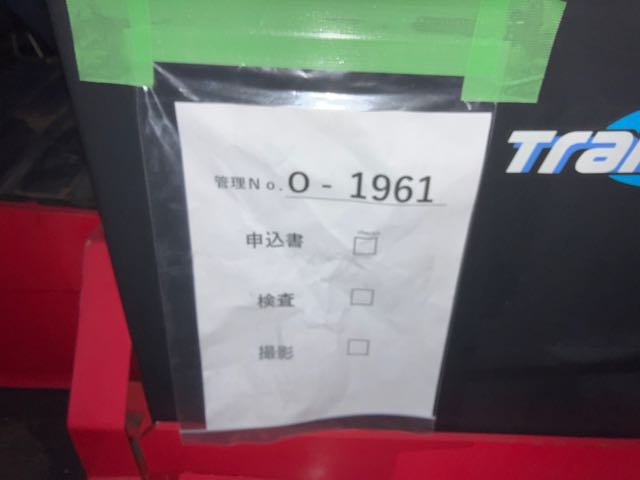 管理No. O - 1961
申込書 □
検査 □
撮影 □
Tra